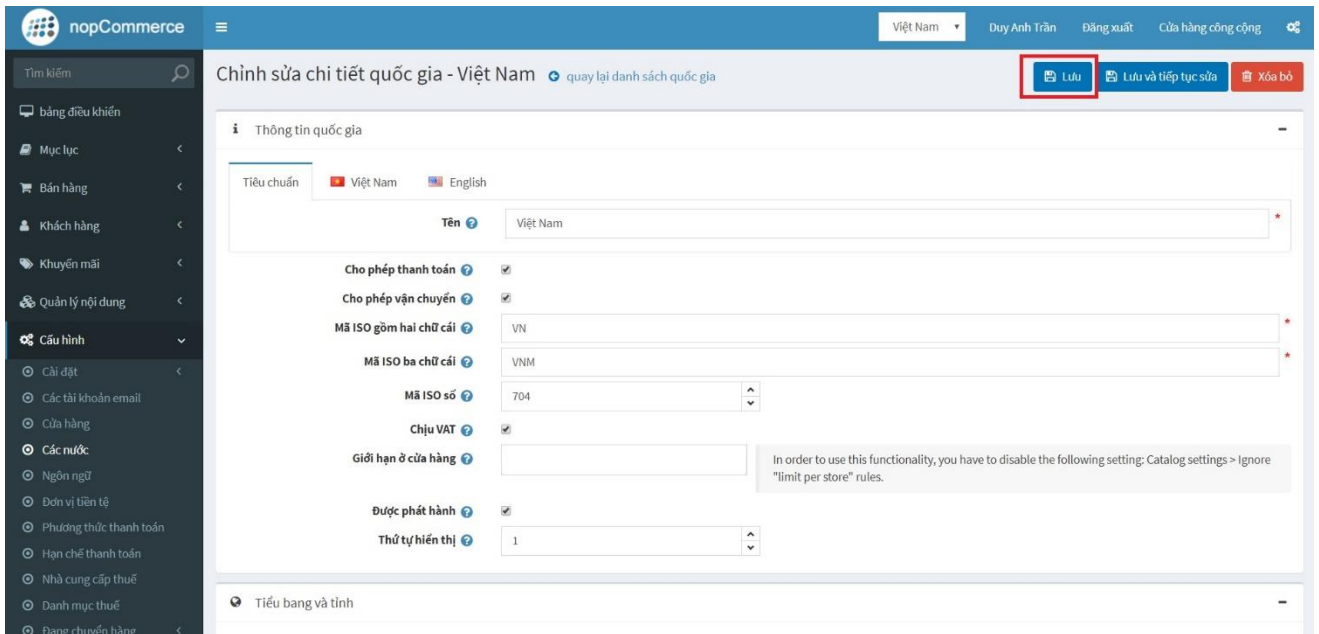 nopCommerce
Việt Nam
Duy Anh Trần
Đăng xuất
Cửa hàng công cộng
Tìm kiếm
Chỉnh sửa chi tiết quốc gia - Việt Nam quay lại danh sách quốc gia
Lưu
Lưu và tiếp tục sửa
Xóa bỏ
bảng điều khiển
Mục lục
Bán hàng
Khách hàng
Khuyến mãi
Quản lý nội dung
Cấu hình
Cài đặt
Các tài khoản email
Cửa hàng
Các nước
Ngôn ngữ
Đơn vị tiền tệ
Phương thức thanh toán
Hạn chế thanh toán
Nhà cung cấp thuế
Danh mục thuế
Đang chuyển hàng
Thông tin quốc gia
Tiêu chuẩn
Việt Nam
English
Tên
Việt Nam
*
Cho phép thanh toán
Cho phép vận chuyển
Mã ISO gồm hai chữ cái
VN
*
Mã ISO ba chữ cái
VNM
*
Mã ISO số
704
Chịu VAT
Giới hạn ở cửa hàng
In order to use this functionality, you have to disable the following setting: Catalog settings > Ignore
"limit per store" rules.
Được phát hành
Thứ tự hiển thị
1
Tiểu bang và tỉnh